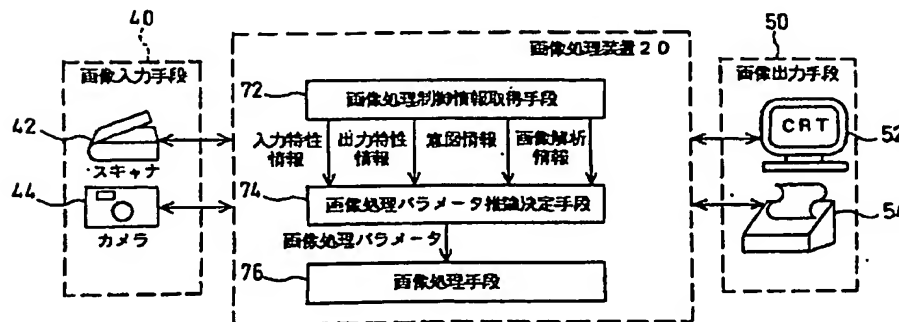 40
画像入力手段
42
スキャナ
44
カメラ
画像処理装置20
72
画像処理制御情報取得手段
入力特性
情報
出力特性
情報
意図情報
画像解析
情報
74
画像処理パラメータ推論決定手段
画像処理パラメータ
76
画像処理手段
50
画像出力手段
CRT
52
54